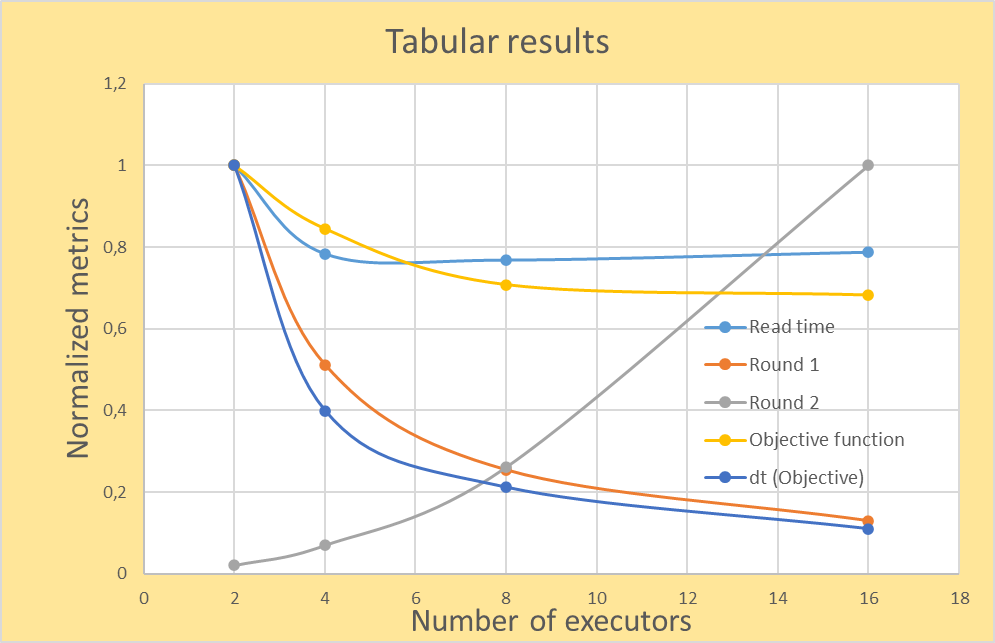 Tabular results
Normalized metrics
1,2
1
0,8
0,6
0,4
0,2
0
0 2 4 6 8 10 12 14 16 18
Number of executors
Read time
Round 1
Round 2
Objective function
dt (Objective)